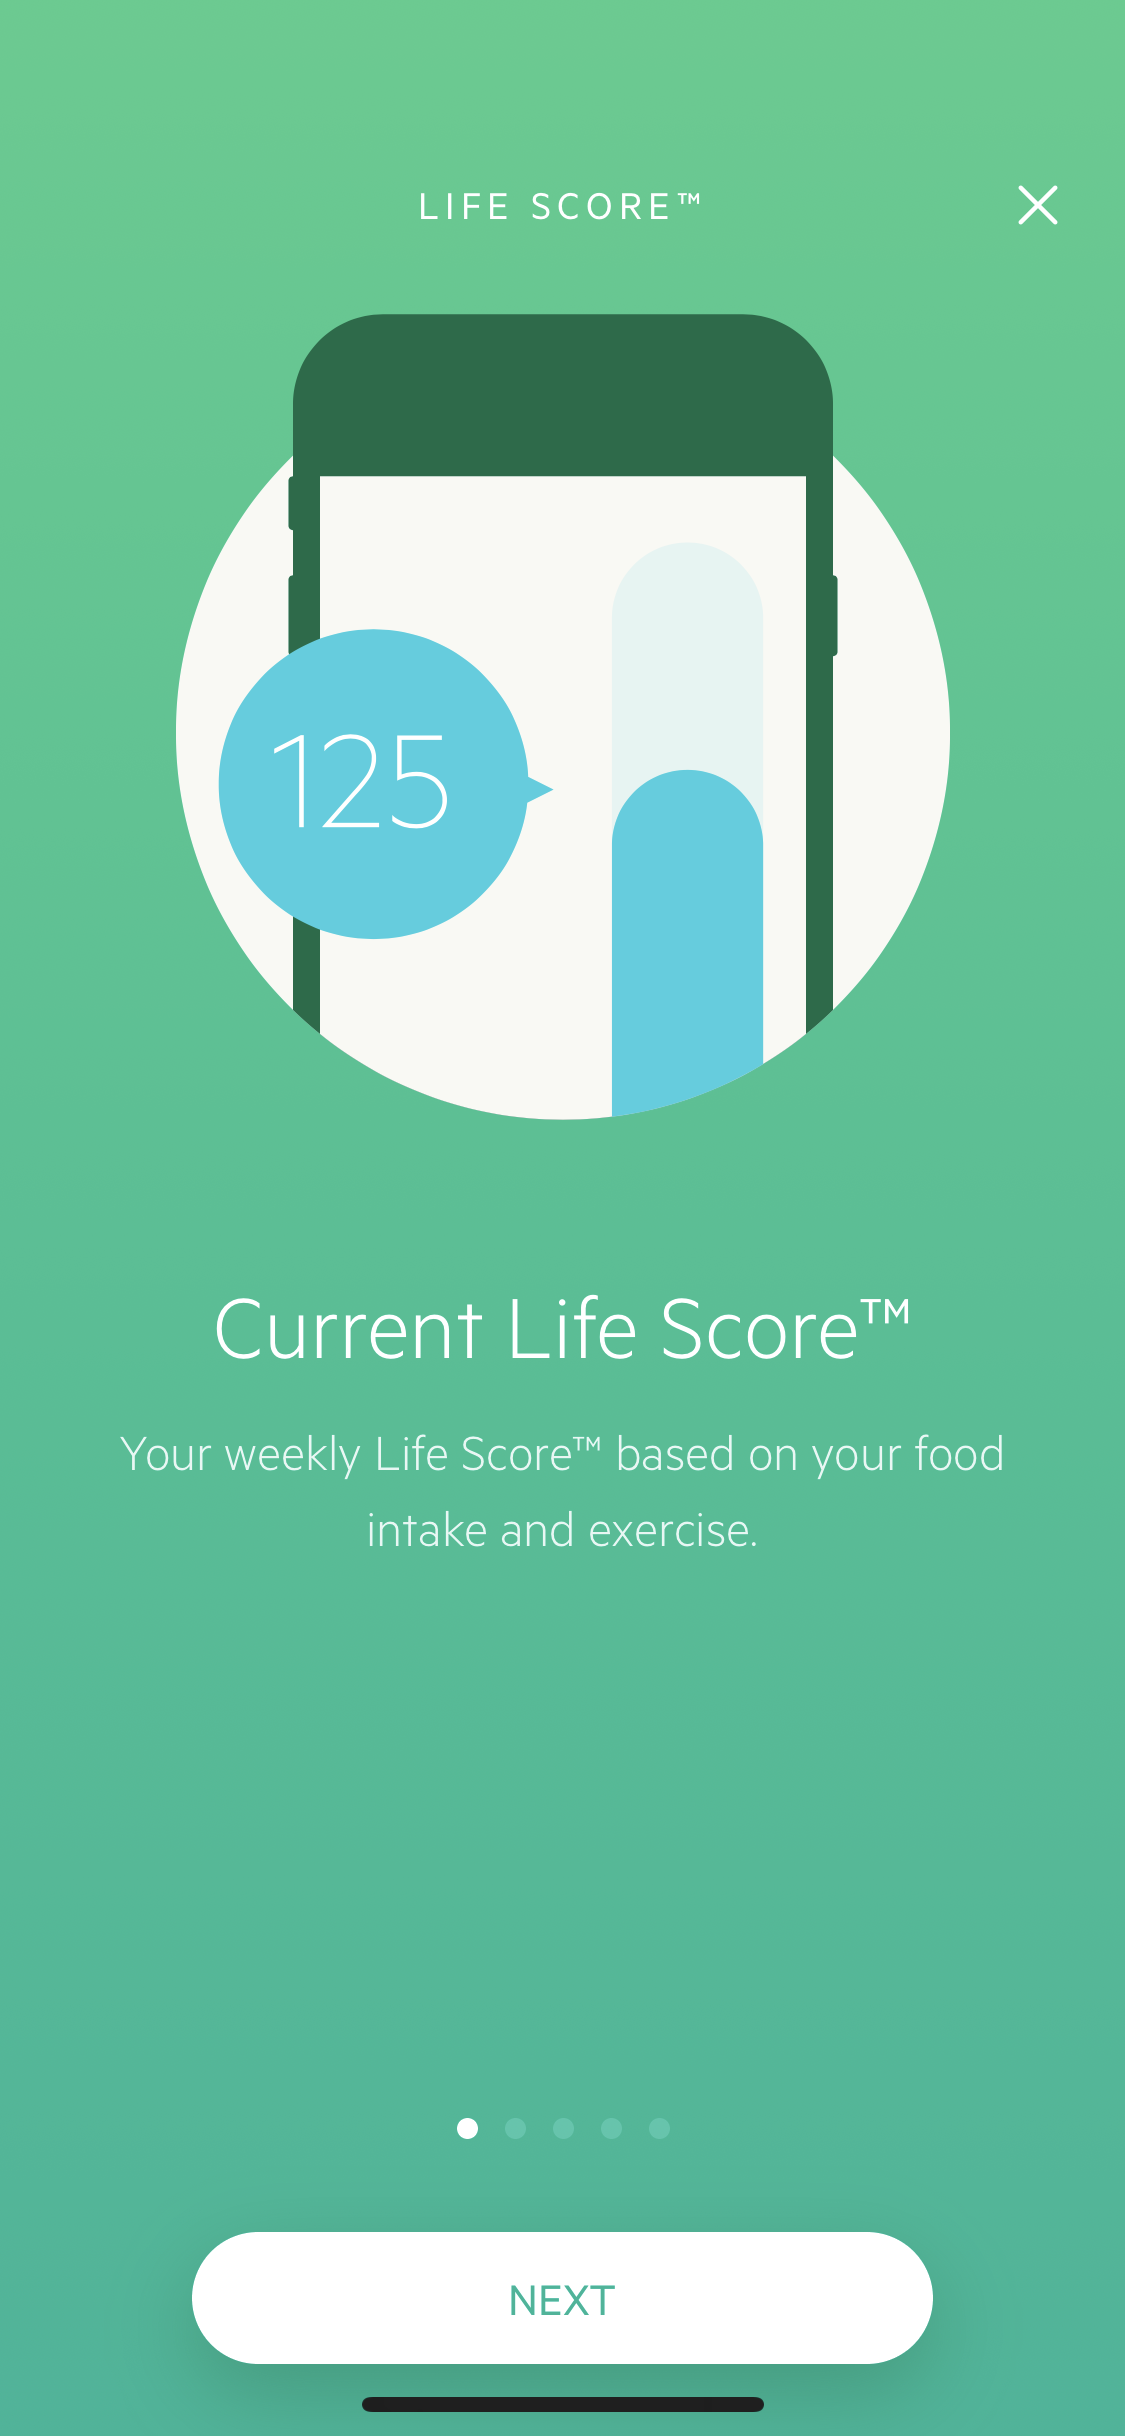 LIFE SCORE™
125
Current Life Score™
Your weekly Life Score™ based on your food
intake and exercise.
NEXT